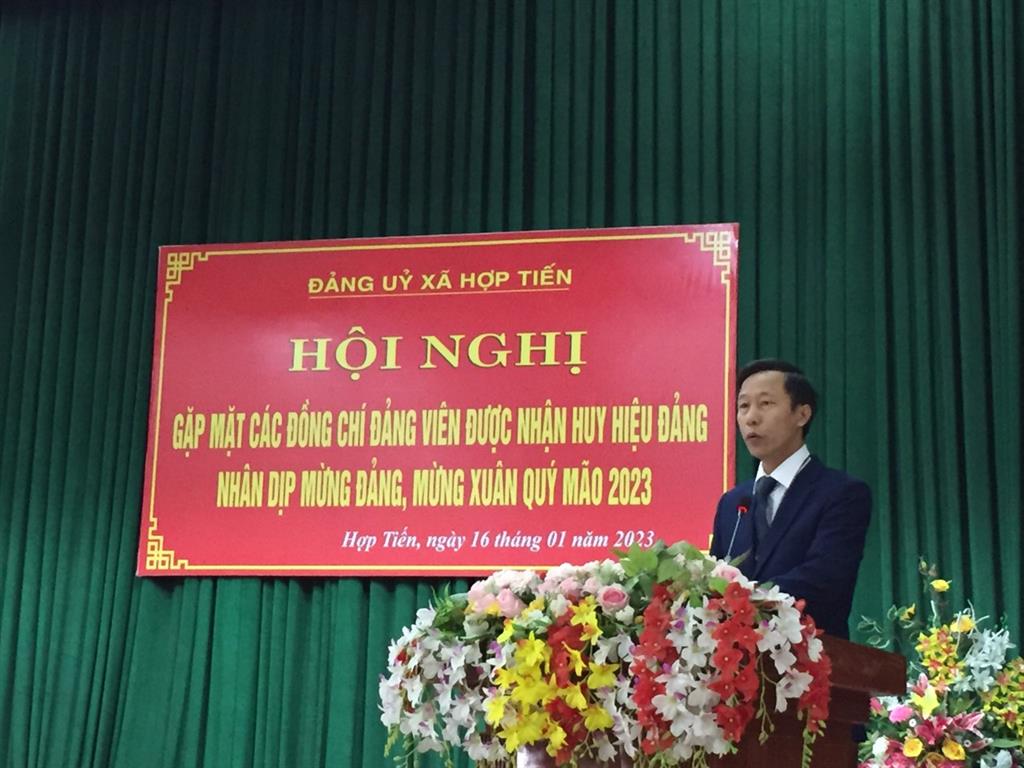 ĐẢNG UỶ XÃ HỢP TIẾN
HỘI NGHỊ
GẶP MẶT CÁC ĐỒNG CHÍ ĐẢNG VIÊN ĐƯỢC NHẬN HUY HIỆU ĐẢNG
NHÂN DỊP MỪNG ĐẢNG, MỪNG XUÂN QUÝ MÃO 2023
Hợp Tiến, ngày 16 tháng 01 năm 2023